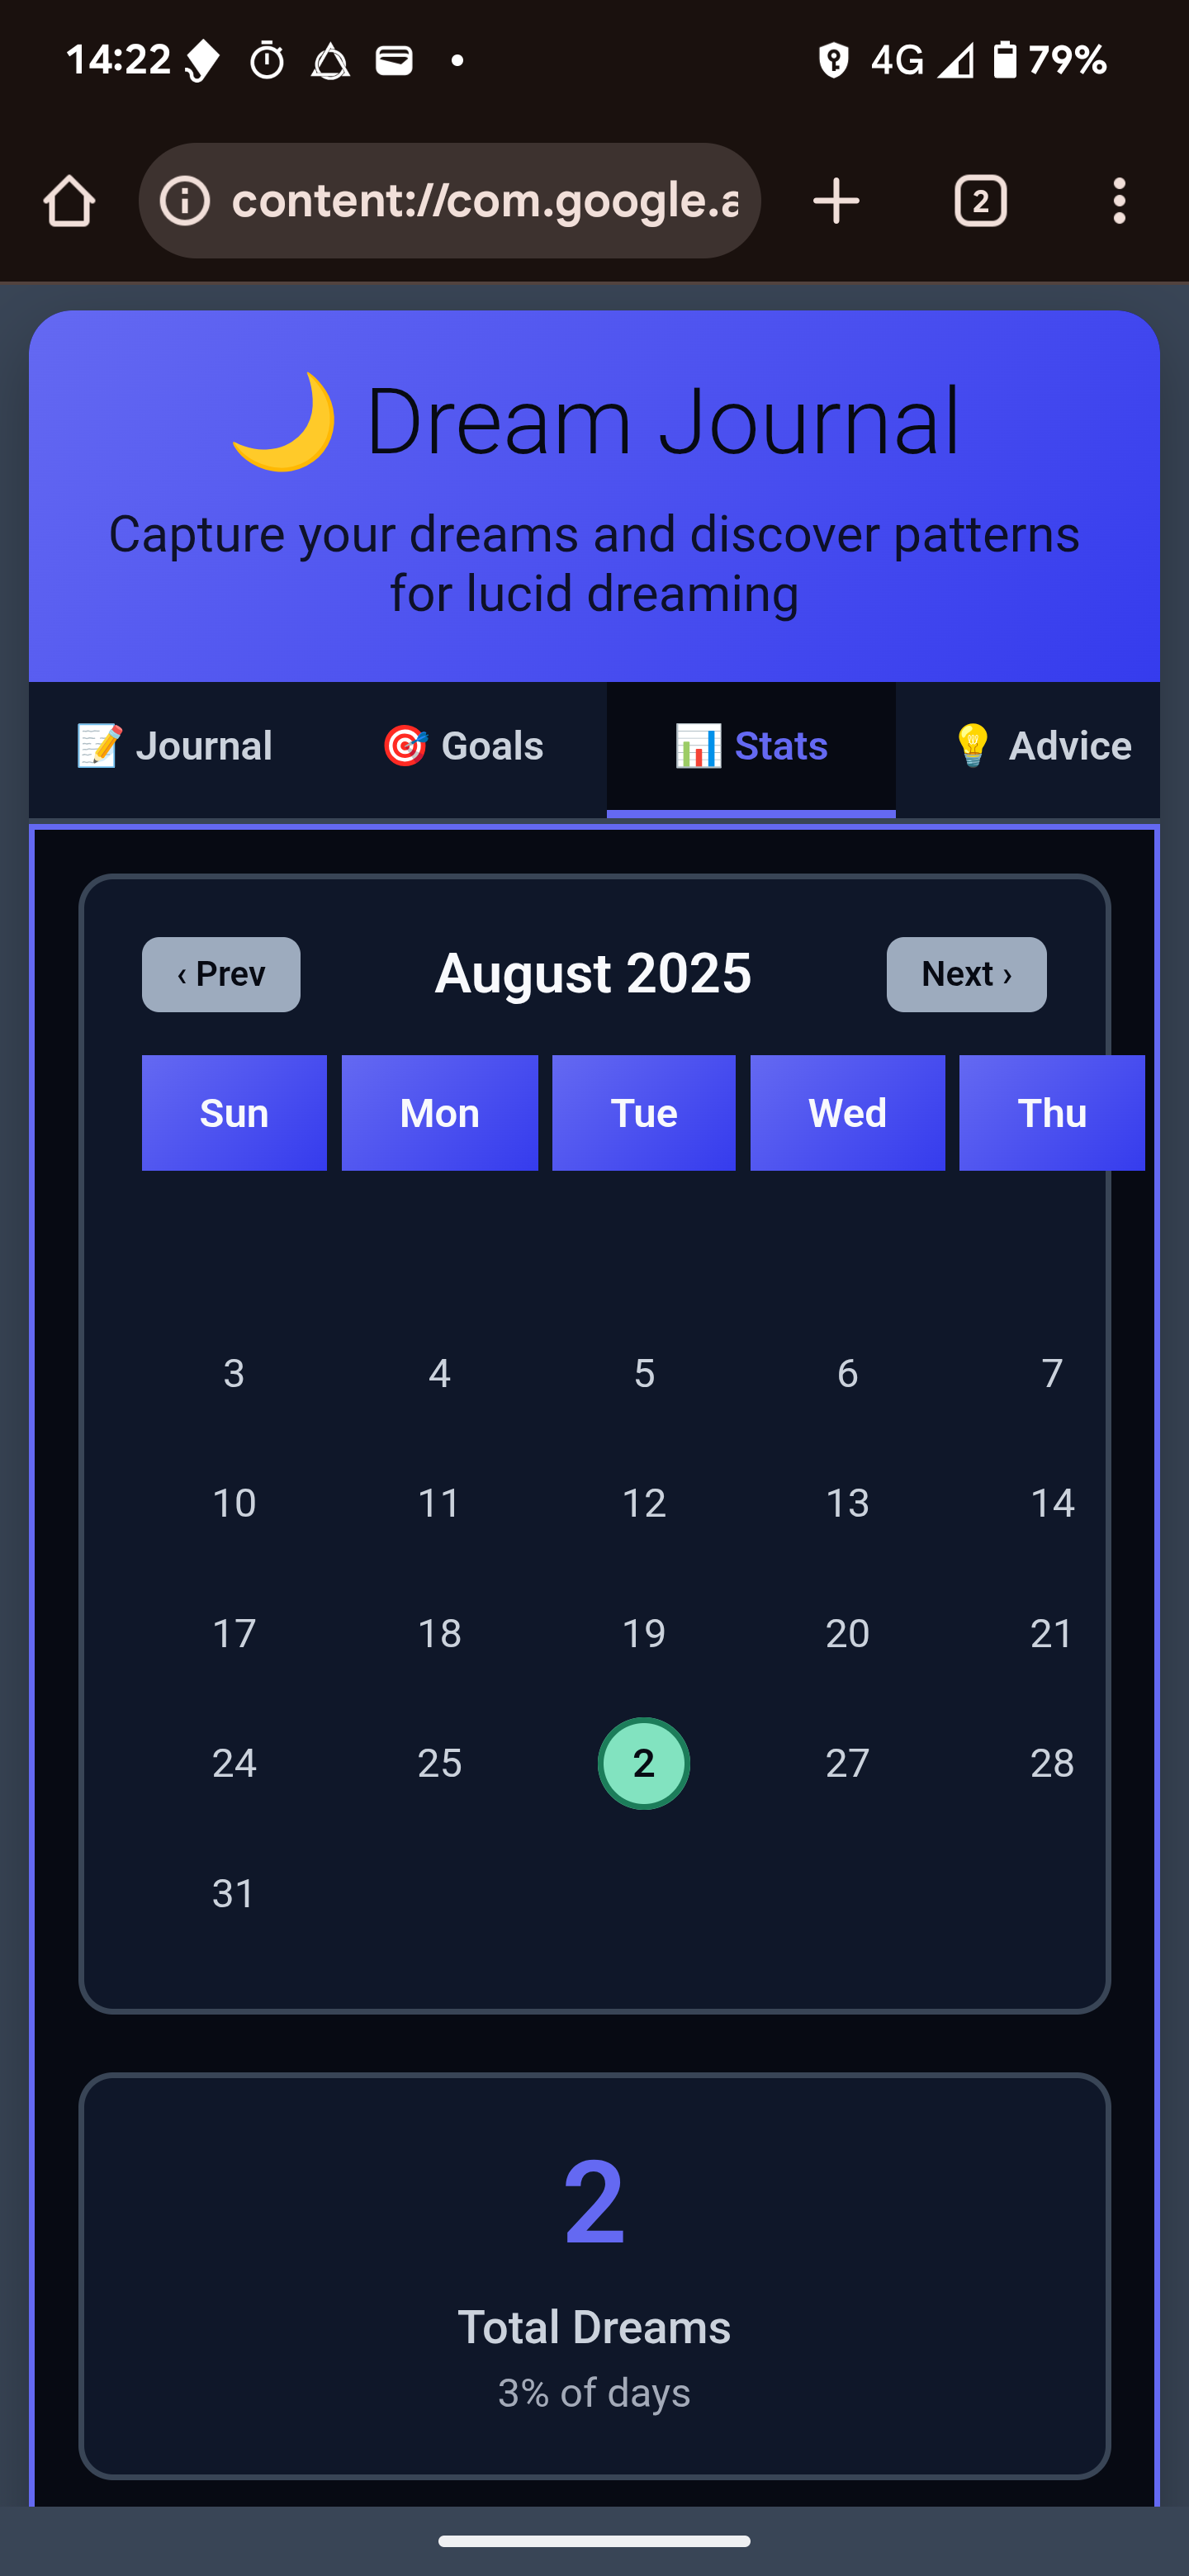 14:22
4G 79%
content://com.google.a
2
Dream Journal
Capture your dreams and discover patterns
for lucid dreaming
Journal Goals Stats Advice
‹ Prev August 2025 Next ›
Sun Mon Tue Wed Thu
3 4 5 6 7
10 11 12 13 14
17 18 19 20 21
24 25 2 27 28
31
2
Total Dreams
3% of days